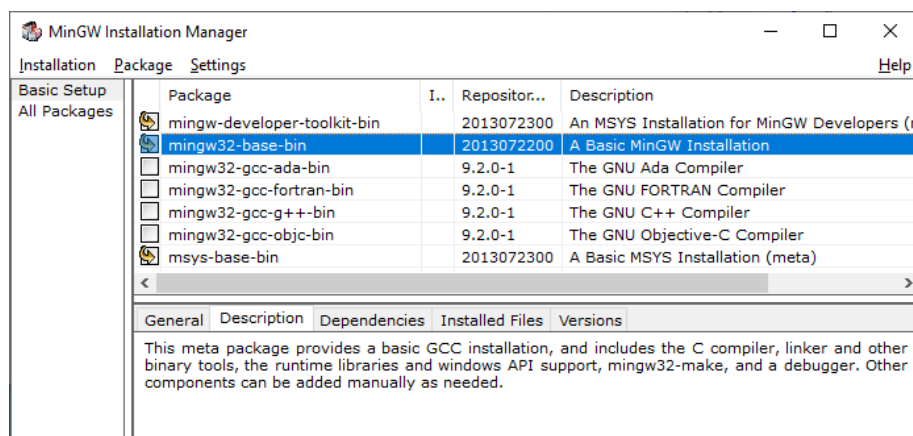 MinGW Installation Manager
Installation Package Settings Help
Basic Setup
All Packages
Package I.. Repositor... Description
mingw-developer-toolkit-bin 2013072300 An MSYS Installation for MinGW Developers (
mingw32-base-bin 2013072200 A Basic MinGW Installation
mingw32-gcc-ada-bin 9.2.0-1 The GNU Ada Compiler
mingw32-gcc-fortran-bin 9.2.0-1 The GNU FORTRAN Compiler
mingw32-gcc-g++-bin 9.2.0-1 The GNU C++ Compiler
mingw32-gcc-objc-bin 9.2.0-1 The GNU Objective-C Compiler
msys-base-bin 2013072300 A Basic MSYS Installation (meta)
General Description Dependencies Installed Files Versions
This meta package provides a basic GCC installation, and includes the C compiler, linker and other
binary tools, the runtime libraries and windows API support, mingw32-make, and a debugger. Other
components can be added manually as needed.